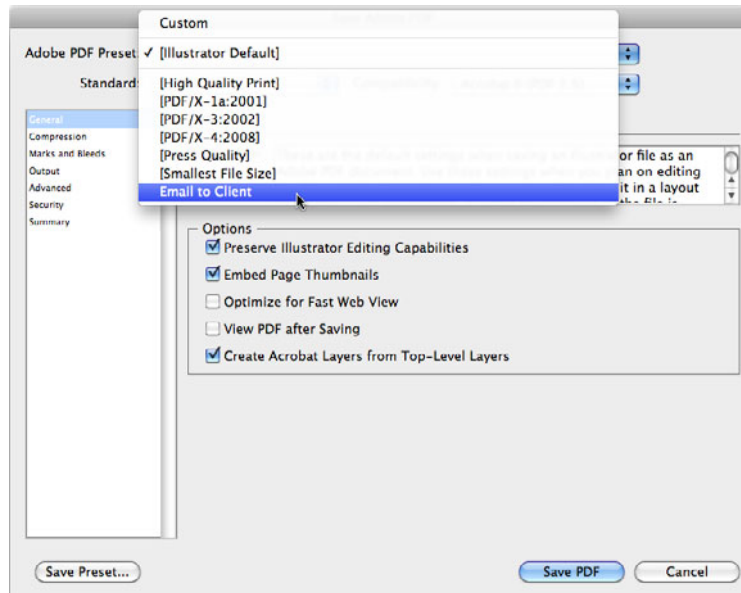 Custom
Adobe PDF Preset: ✓ [Illustrator Default]
Standard: [High Quality Print]
[PDF/X-1a:2001]
[PDF/X-3:2002]
[PDF/X-4:2008]
[Press Quality]
[Smallest File Size]
Email to Client
General
Compression
Marks and Bleeds
Output
Advanced
Security
Summary
or file as an
an on editing
it in a layout
the file is
Options
Preserve Illustrator Editing Capabilities
Embed Page Thumbnails
Optimize for Fast Web View
View PDF after Saving
Create Acrobat Layers from Top-Level Layers
Save Preset...
Save PDF
Cancel